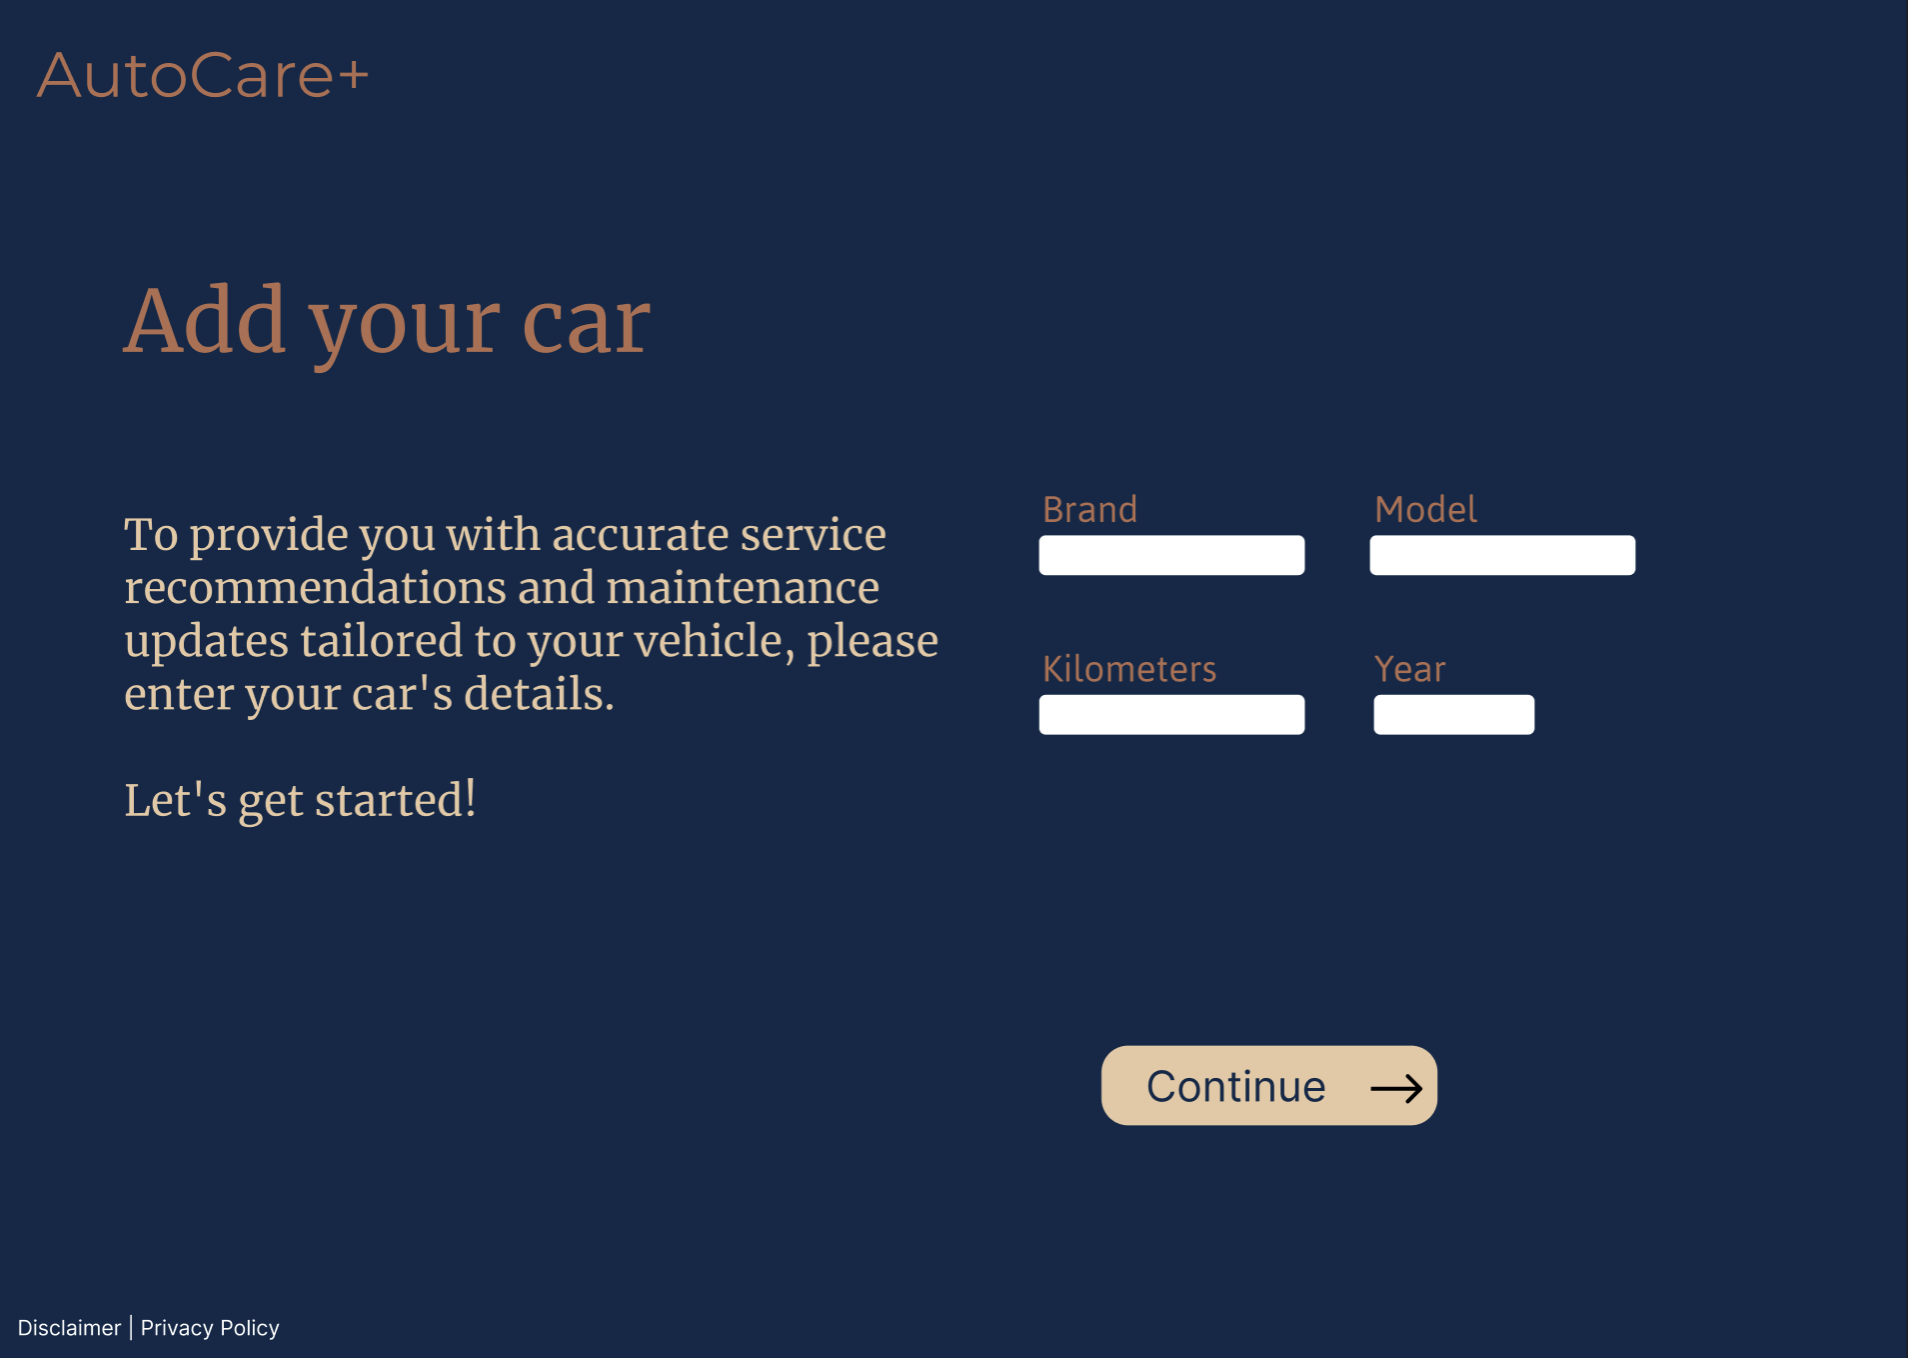 AutoCare+
Add your car
To provide you with accurate service
recommendations and maintenance
updates tailored to your vehicle, please
enter your car's details.
Let's get started!
Brand
Model
Kilometers
Year
Continue
Disclaimer | Privacy Policy